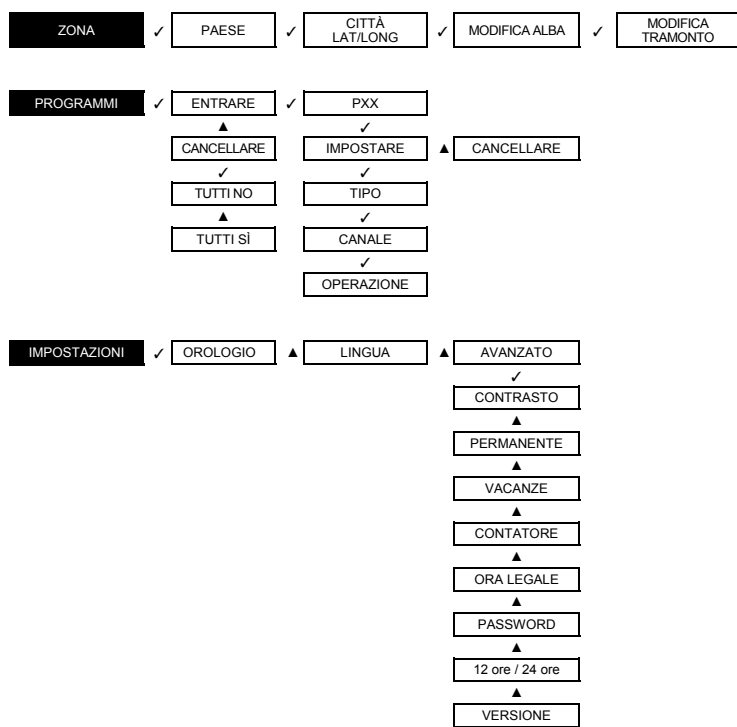 ZONA ✓ PAESE ✓ CITTÀ LAT/LONG ✓ MODIFICA ALBA ✓ MODIFICA TRAMONTO
PROGRAMMI ✓ ENTRARE ✓ PXX
▲ ✓
CANCELLARE IMPOSTARE ▲ CANCELLARE
✓ ✓
TUTTI NO TIPO
▲ ✓
TUTTI SÌ CANALE
✓
OPERAZIONE
IMPOSTAZIONI ✓ OROLOGIO ▲ LINGUA ▲ AVANZATO
✓
CONTRASTO
▲
PERMANENTE
▲
VACANZE
▲
CONTATORE
▲
ORA LEGALE
▲
PASSWORD
▲
12 ore / 24 ore
▲
VERSIONE